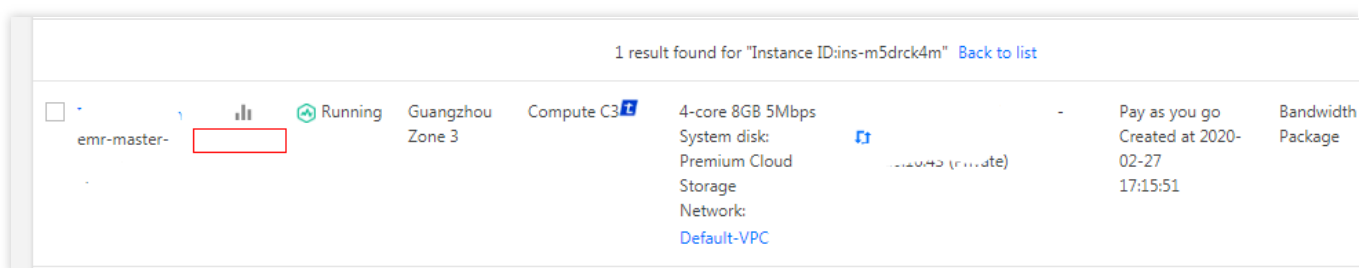 1 result found for "Instance ID:ins-m5drck4m" Back to list
emr-master-
Running
Guangzhou
Zone 3
Compute C3
4-core 8GB 5Mbps
System disk:
Premium Cloud
Storage
Network:
Default-VPC
-
Pay as you go
Created at 2020-
02-27
17:15:51
Bandwidth
Package